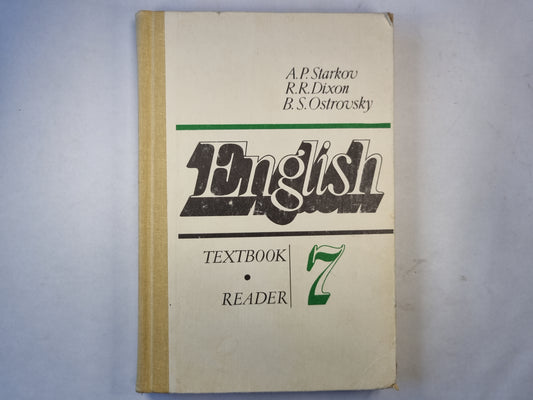 A.P.Starkov
R.R.Dixon
B.S.Ostrovsky
English
TEXTBOOK
•
READER
7